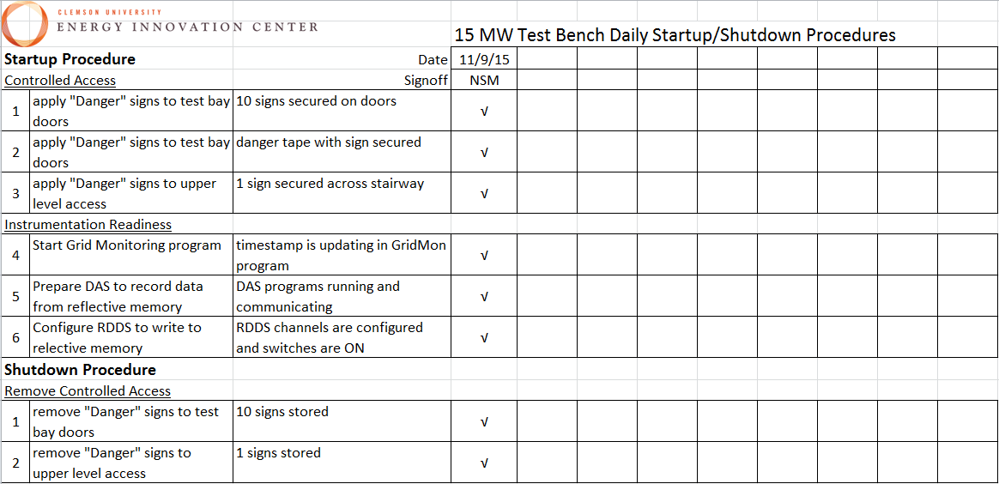 CLEMSON UNIVERSITY
ENERGY INNOVATION CENTER
15 MW Test Bench Daily Startup/Shutdown Procedures
Startup Procedure Date 11/9/15
Controlled Access Signoff NSM
1 apply "Danger" signs to test bay doors 10 signs secured on doors √
2 apply "Danger" signs to test bay doors danger tape with sign secured √
3 apply "Danger" signs to upper level access 1 sign secured across stairway √
Instrumentation Readiness
4 Start Grid Monitoring program timestamp is updating in GridMon program √
5 Prepare DAS to record data from reflective memory DAS programs running and communicating √
6 Configure RDDS to write to relective memory RDDS channels are configured and switches are ON √
Shutdown Procedure
Remove Controlled Access
1 remove "Danger" signs to test bay doors 10 signs stored √
2 remove "Danger" signs to upper level access 1 signs stored √